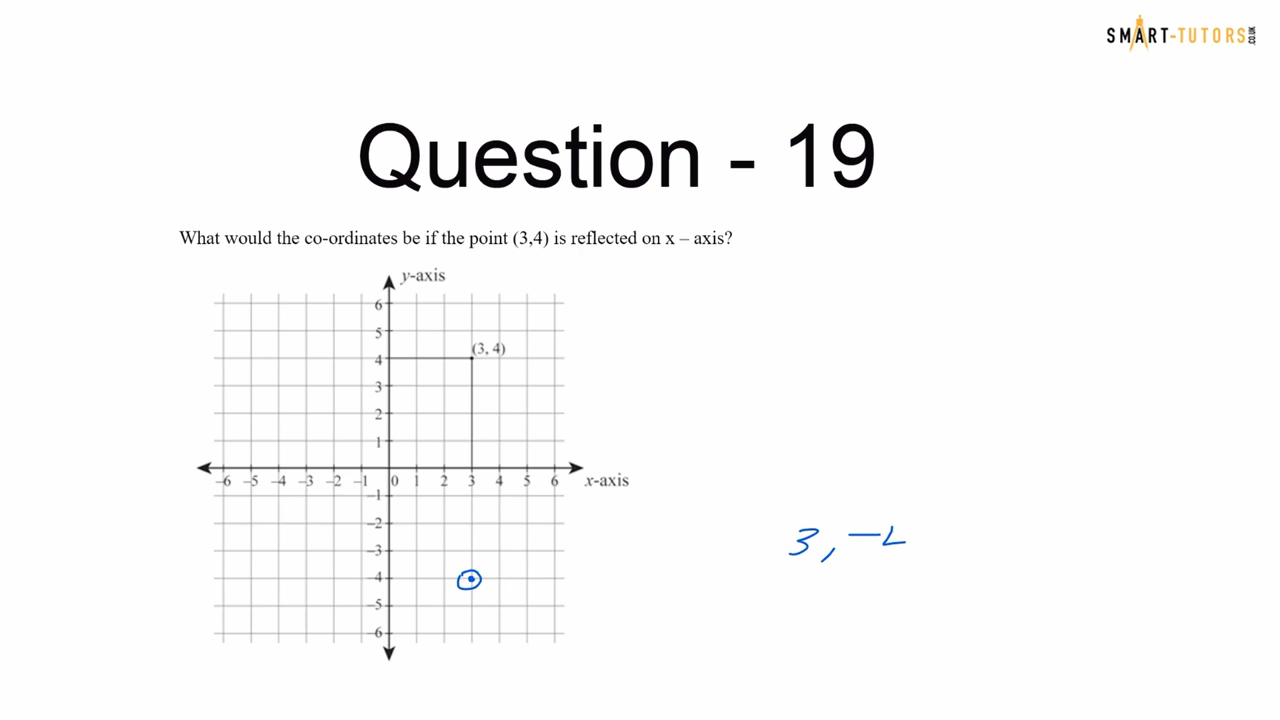 SMART-TUTORS.CO.UK
Question - 19
What would the co-ordinates be if the point (3,4) is reflected on x – axis?
y-axis
6
5
(3, 4)
4
3
2
1
–6 –5 –4 –3 –2 –1 0 1 2 3 4 5 6 x-axis
–1
–2
3, –
–3
–4
–5
–6